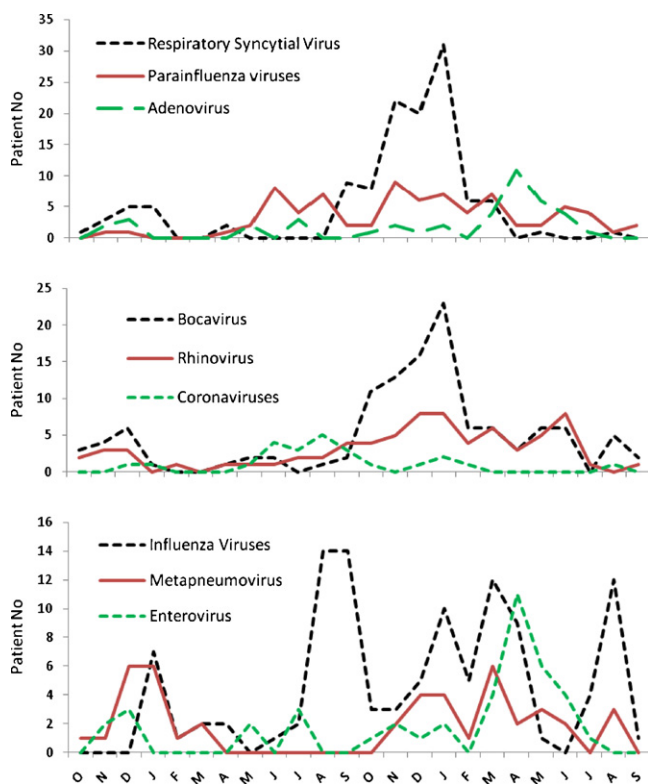 35
30
25
20
15
10
5
0
Patient No
Respiratory Syncytial Virus
Parainfluenza viruses
Adenovirus
25
20
15
10
5
0
Patient No
Bocavirus
Rhinovirus
Coronaviruses
16
14
12
10
8
6
4
2
0
Patient No
Influenza Viruses
Metapneumovirus
Enterovirus
O N D J F M A M J J A S O N D J F M A M J J A S